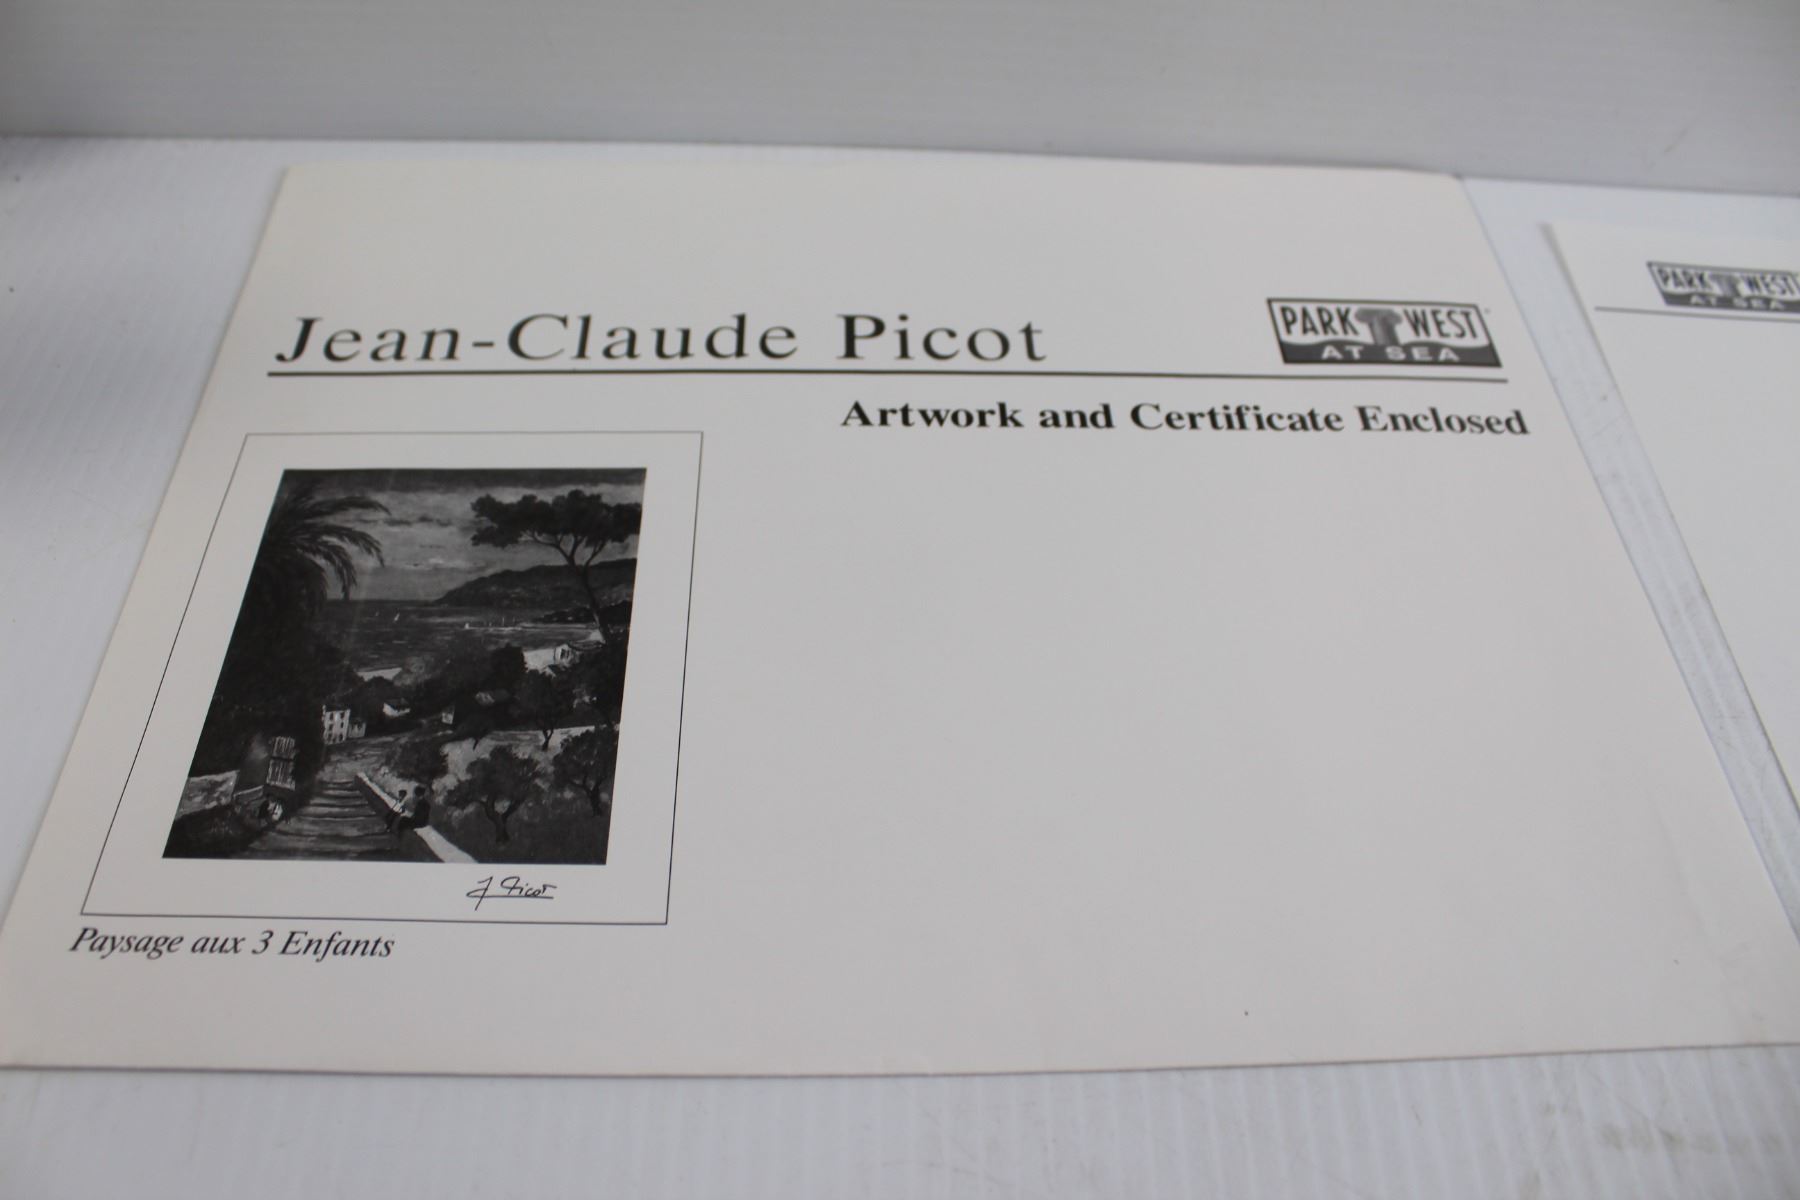 Jean-Claude Picot
PARK WEST
AT SEA
Artwork and Certificate Enclosed
J Picot
Paysage aux 3 Enfants
PARK WEST
AT SEA